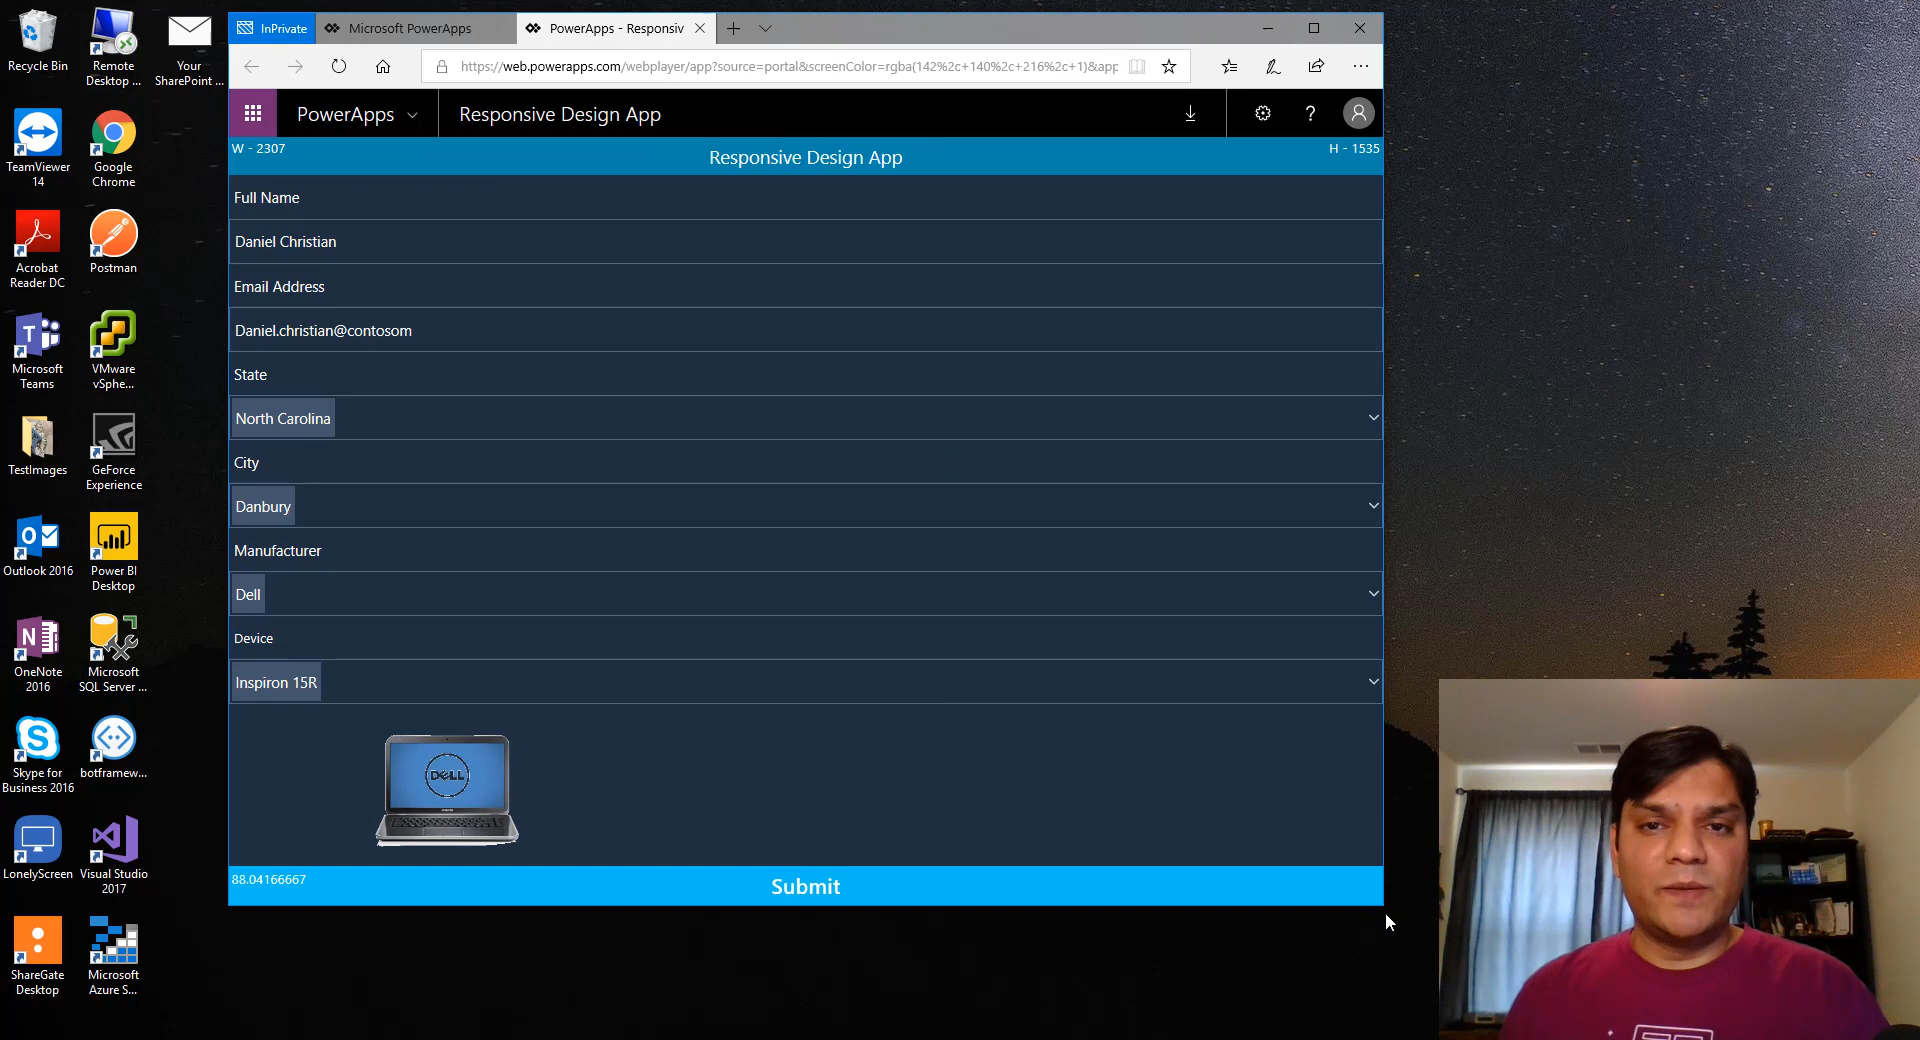 Recycle Bin
Remote
Desktop ...
Your
SharePoint ...
TeamViewer
14
Google
Chrome
Acrobat
Reader DC
Postman
Microsoft
Teams
VMware
vSphe...
TestImages
GeForce
Experience
Outlook 2016
Power BI
Desktop
OneNote
2016
Microsoft
SQL Server ...
Skype for
Business 2016
botframew...
LonelyScreen
Visual Studio
2017
ShareGate
Desktop
Microsoft
Azure S...
InPrivate
Microsoft PowerApps
PowerApps - Responsiv
https://web.powerapps.com/webplayer/app?source=portal&screenColor=rgba(142%2c+140%2c+216%2c+1)&app
PowerApps
Responsive Design App
?
W - 2307
Responsive Design App
H - 1535
Full Name
Daniel Christian
Email Address
Daniel.christian@contosom
State
North Carolina
City
Danbury
Manufacturer
Dell
Device
Inspiron 15R
DELL
88.04166667
Submit